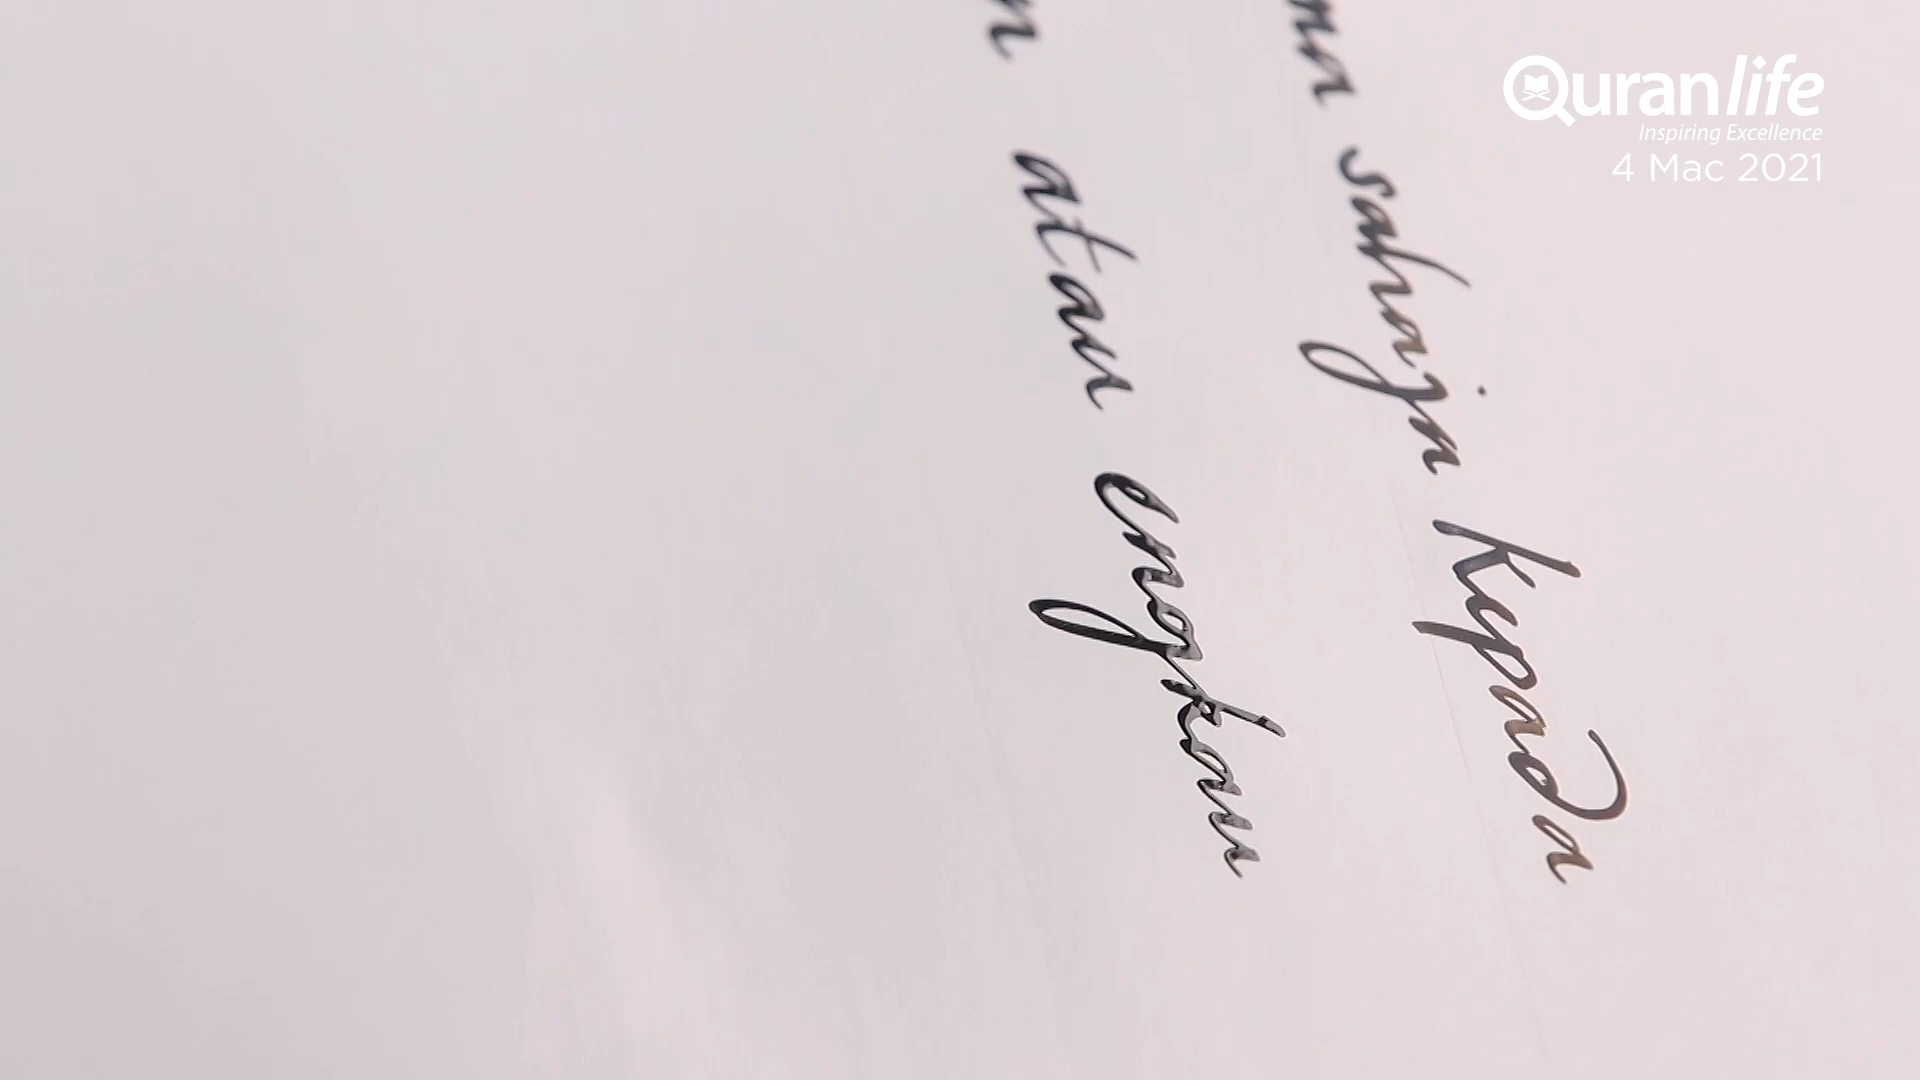 sahaja kepada
atau engkau
Quranlife
Inspiring Excellence
4 Mac 2021